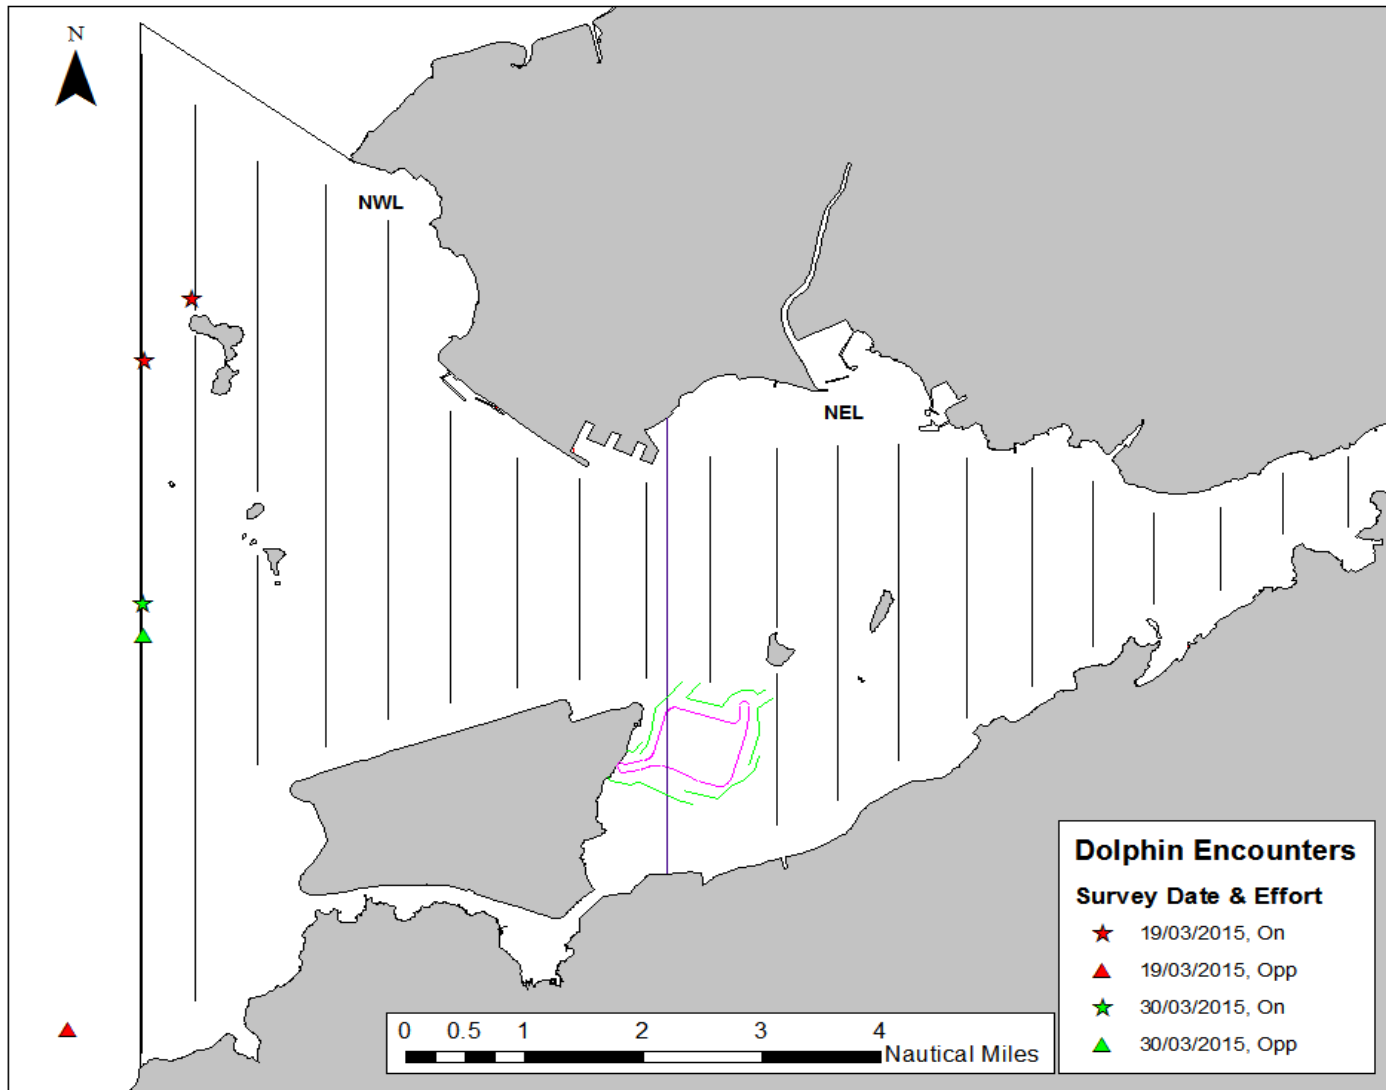 N
NWL
NEL
Dolphin Encounters
Survey Date & Effort
19/03/2015, On
19/03/2015, Opp
30/03/2015, On
30/03/2015, Opp
0 0.5 1 2 3 4
Nautical Miles